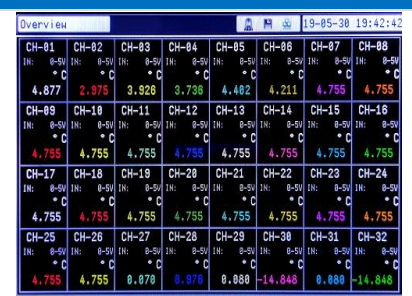 Overview 19-05-30 19:42:42
CH-01 CH-02 CH-03 CH-04 CH-05 CH-06 CH-07 CH-08
IN: 0-5V IN: 0-5V IN: 0-5V IN: 0-5V IN: 0-5V IN: 0-5V IN: 0-5V IN: 0-5V
°C °C °C °C °C °C °C °C
4.877 2.975 3.926 3.736 4.402 4.211 4.755 4.755
CH-09 CH-10 CH-11 CH-12 CH-13 CH-14 CH-15 CH-16
IN: 0-5V IN: 0-5V IN: 0-5V IN: 0-5V IN: 0-5V IN: 0-5V IN: 0-5V IN: 0-5V
°C °C °C °C °C °C °C °C
4.755 4.755 4.755 4.755 4.755 4.755 4.755 4.755
CH-17 CH-18 CH-19 CH-20 CH-21 CH-22 CH-23 CH-24
IN: 0-5V IN: 0-5V IN: 0-5V IN: 0-5V IN: 0-5V IN: 0-5V IN: 0-5V IN: 0-5V
°C °C °C °C °C °C °C °C
4.755 4.755 4.755 4.755 4.755 4.755 4.755 4.755
CH-25 CH-26 CH-27 CH-28 CH-29 CH-30 CH-31 CH-32
IN: 0-5V IN: 0-5V IN: 0-5V IN: 0-5V IN: 0-5V IN: 0-5V IN: 0-5V IN: 0-5V
°C °C °C °C °C °C °C °C
4.755 4.755 0.070 0.080 -14.848 0.080 -14.848